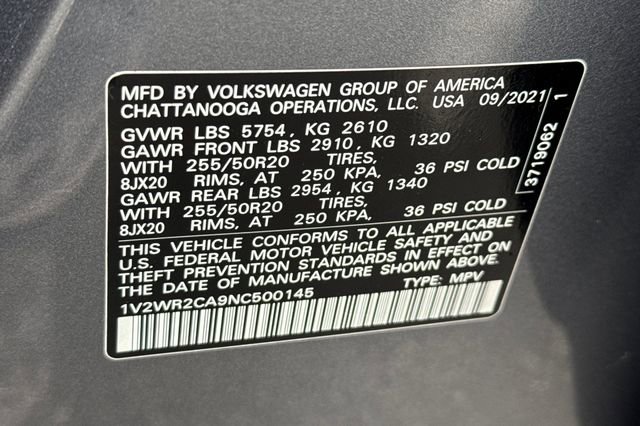 MFD BY VOLKSWAGEN GROUP OF AMERICA
CHATTANOOGA OPERATIONS, LLC. USA 09/2021
GVWR LBS 5754, KG 2610
GAWR FRONT LBS 2910, KG 1320
WITH 255/50R20 TIRES,
8JX20 RIMS, AT 250 KPA, 36 PSI COLD
GAWR REAR LBS 2954, KG 1340
WITH 255/50R20 TIRES,
8JX20 RIMS, AT 250 KPA, 36 PSI COLD
THIS VEHICLE CONFORMS TO ALL APPLICABLE
U.S. FEDERAL MOTOR VEHICLE SAFETY AND
THEFT PREVENTION STANDARDS IN EFFECT ON
THE DATE OF MANUFACTURE SHOWN ABOVE.
1V2WR2CA9NC500145 TYPE: MPV
3719062 1